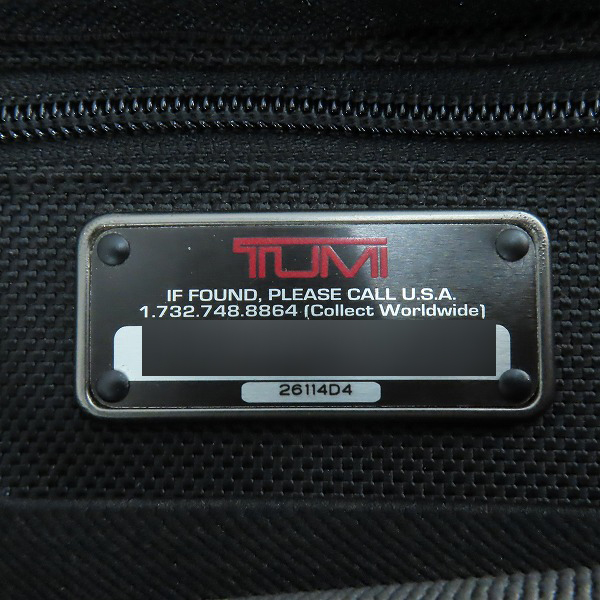 TUMI
IF FOUND, PLEASE CALL U.S.A.
1.732.748.8864 (Collect Worldwide)
26114D4